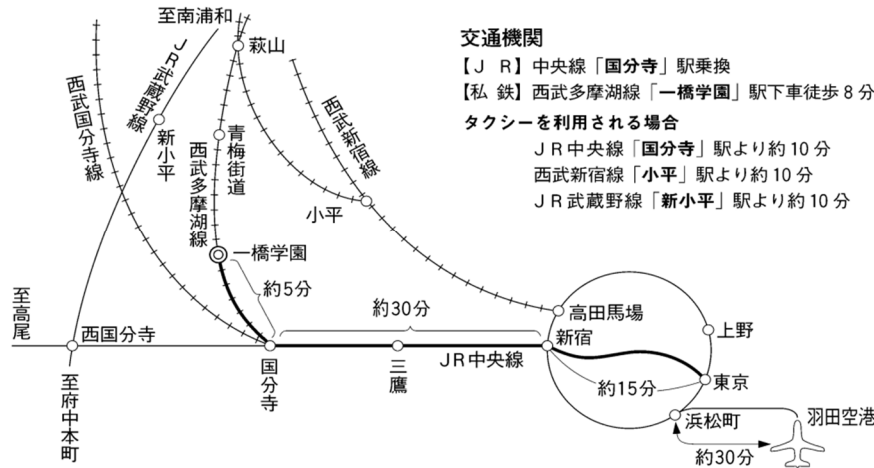 至南浦和
萩山
交通機関
【ＪＲ】中央線「国分寺」駅乗換
【私鉄】西武多摩湖線「一橋学園」駅下車徒歩８分
タクシーを利用される場合
ＪＲ中央線「国分寺」駅より約10分
西武新宿線「小平」駅より約10分
ＪＲ武蔵野線「新小平」駅より約10分
西武国分寺線
ＪＲ武蔵野線
新小平
青梅街道
西武多摩湖線
西武新宿線
小平
一橋学園
約5分
至高尾
西国分寺
至府中本町
国分寺
約30分
三鷹
ＪＲ中央線
高田馬場
新宿
上野
約15分
東京
浜松町
羽田空港
約30分